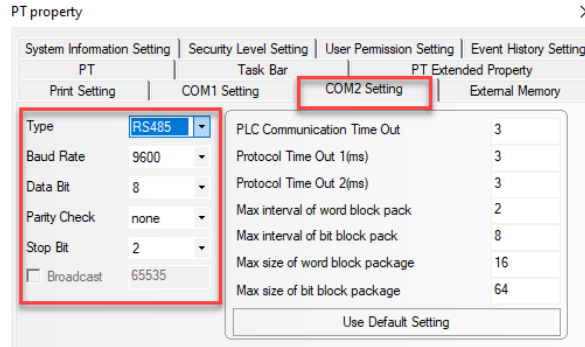 PT property
System Information Setting Security Level Setting User Permission Setting Event History Setting
PT Task Bar PT Extended Property
Print Setting COM1 Setting COM2 Setting External Memory
Type RS485
Baud Rate 9600
Data Bit 8
Parity Check none
Stop Bit 2
Broadcast 65535
PLC Communication Time Out 3
Protocol Time Out 1(ms) 3
Protocol Time Out 2(ms) 3
Max interval of word block pack 2
Max interval of bit block pack 8
Max size of word block package 16
Max size of bit block package 64
Use Default Setting